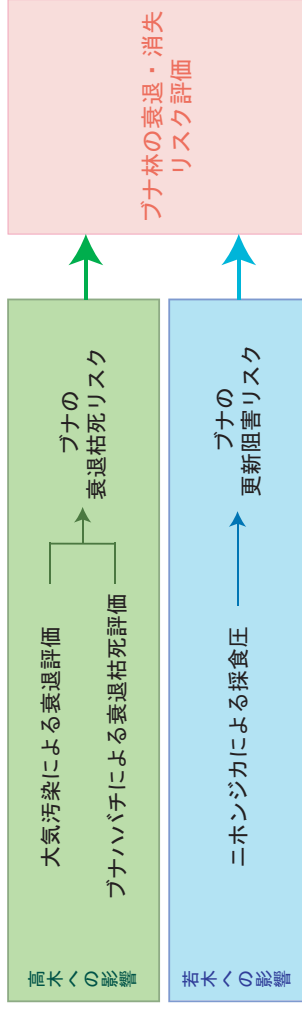 高木への影響
大気汚染による衰退評価
ブナハバチによる衰退枯死評価
ブナの
衰退枯死リスク
若木への影響
ニホンジカによる採食圧
ブナの
更新阻害リスク
ブナ林の衰退・消失
リスク評価